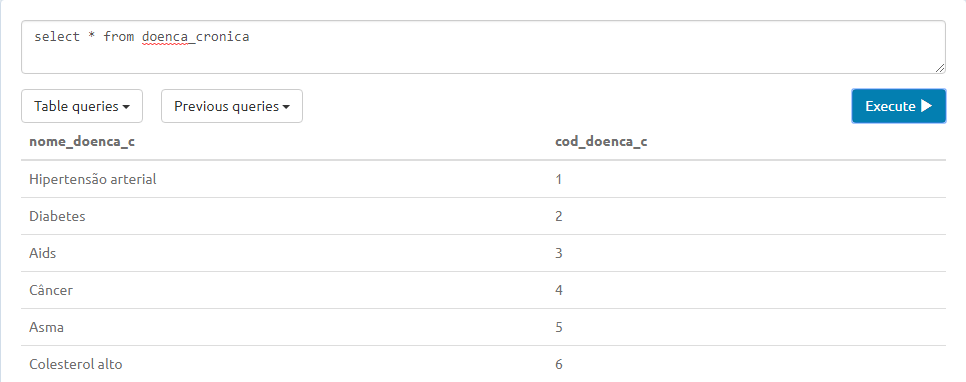 select * from doenca_cronica
Table queries Previous queries Execute
nome_doenca_c cod_doenca_c
Hipertensão arterial 1
Diabetes 2
Aids 3
Câncer 4
Asma 5
Colesterol alto 6